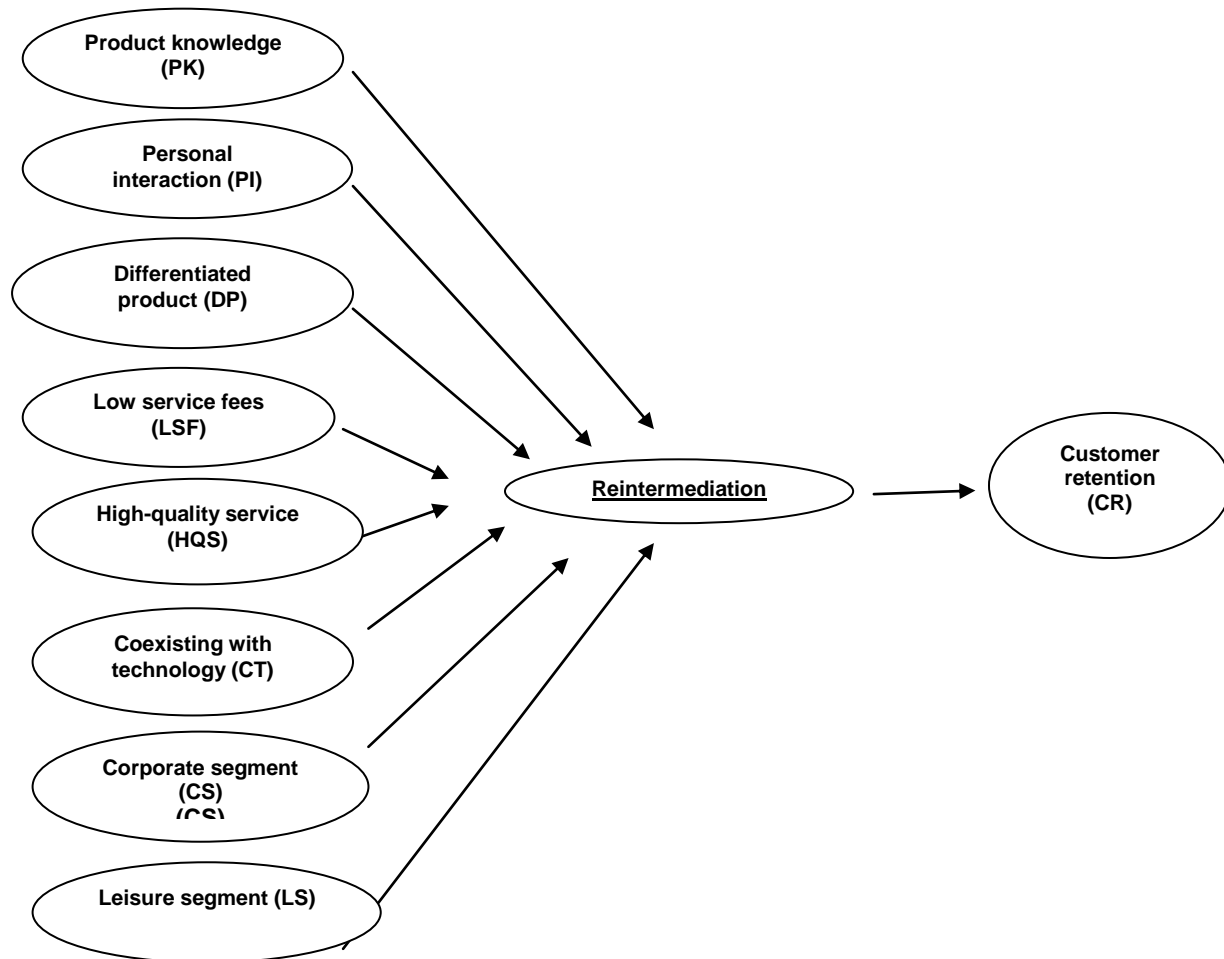 Product knowledge
(PK)
Personal
interaction (PI)
Differentiated
product (DP)
Low service fees
(LSF)
High-quality service
(HQS)
Coexisting with
technology (CT)
Corporate segment
(CS)
(CS)
Leisure segment (LS)
Reintermediation
Customer
retention
(CR)